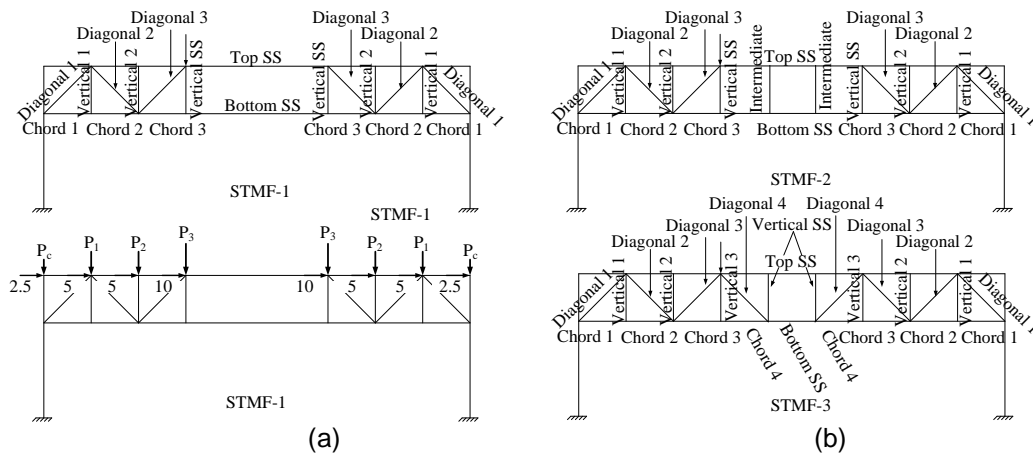 Diagonal 3
Diagonal 2
Diagonal 3
Diagonal 2
Diagonal 1
Vertical 1
Vertical 2
Vertical SS
Top SS
Vertical SS
Vertical 2
Vertical 1
Diagonal 1
Bottom SS
Chord 1
Chord 2
Chord 3
Chord 3
Chord 2
Chord 1
STMF-1
STMF-1
Pc
P1
P2
P3
P3
P2
P1
Pc
2.5
5
5
10
10
5
5
2.5
STMF-1
(a)
Diagonal 3
Diagonal 2
Diagonal 3
Diagonal 2
Diagonal 1
Vertical 1
Vertical 2
Vertical SS
Intermediate
Top SS
Intermediate
Vertical SS
Vertical 2
Vertical 1
Diagonal 1
Chord 1
Chord 2
Chord 3
Bottom SS
Chord 3
Chord 2
Chord 1
STMF-2
Diagonal 4
Diagonal 4
Diagonal 3
Vertical SS
Diagonal 3
Diagonal 2
Diagonal 2
Diagonal 1
Vertical 1
Vertical 2
Vertical 3
Top SS
Vertical 3
Vertical 2
Vertical 1
Diagonal 1
Chord 1
Chord 2
Chord 3
Chord 4
Bottom SS
Chord 4
Chord 3
Chord 2
Chord 1
STMF-3
(b)